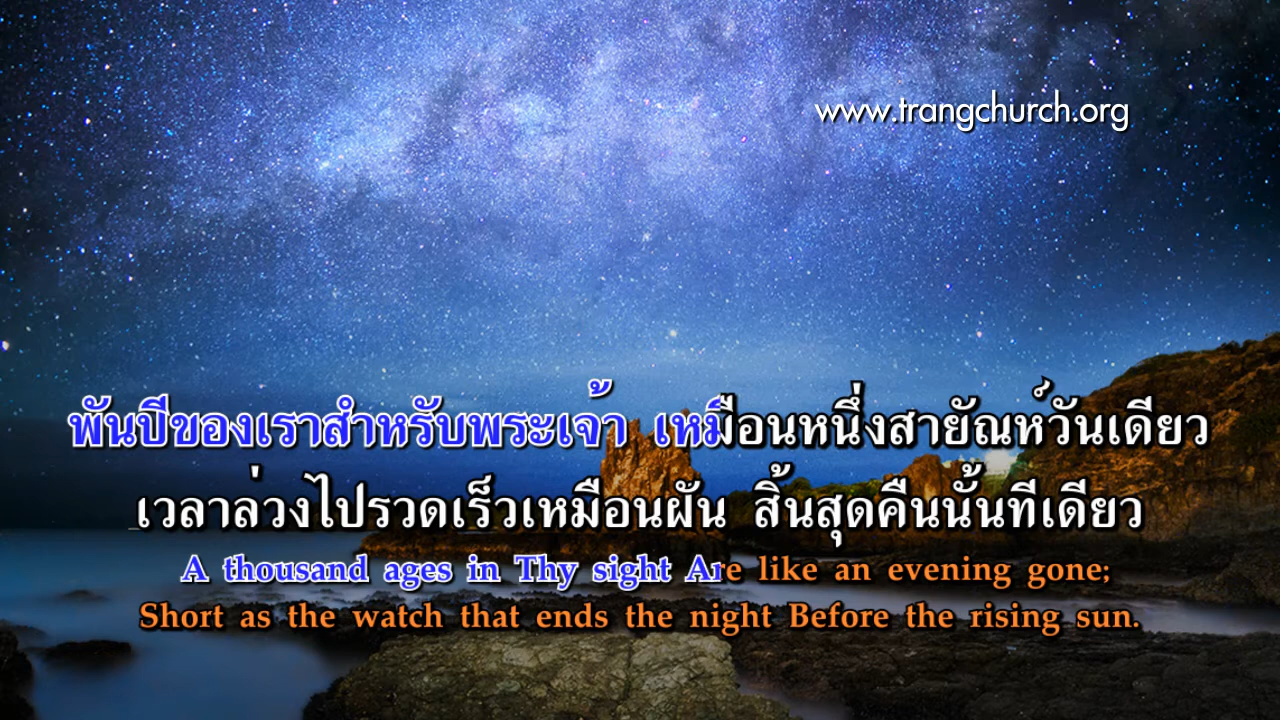 www.trangchurch.org
พันปีของเราสำหรับพระเจ้า เหมือนหนึ่งสายัณห์วันเดียว
เวลาล่วงไปรวดเร็วเหมือนผัน สิ้นสุดคืนนั้นทีเดียว
A thousand ages in Thy sight Are like an evening gone;
Short as the watch that ends the night Before the rising sun.